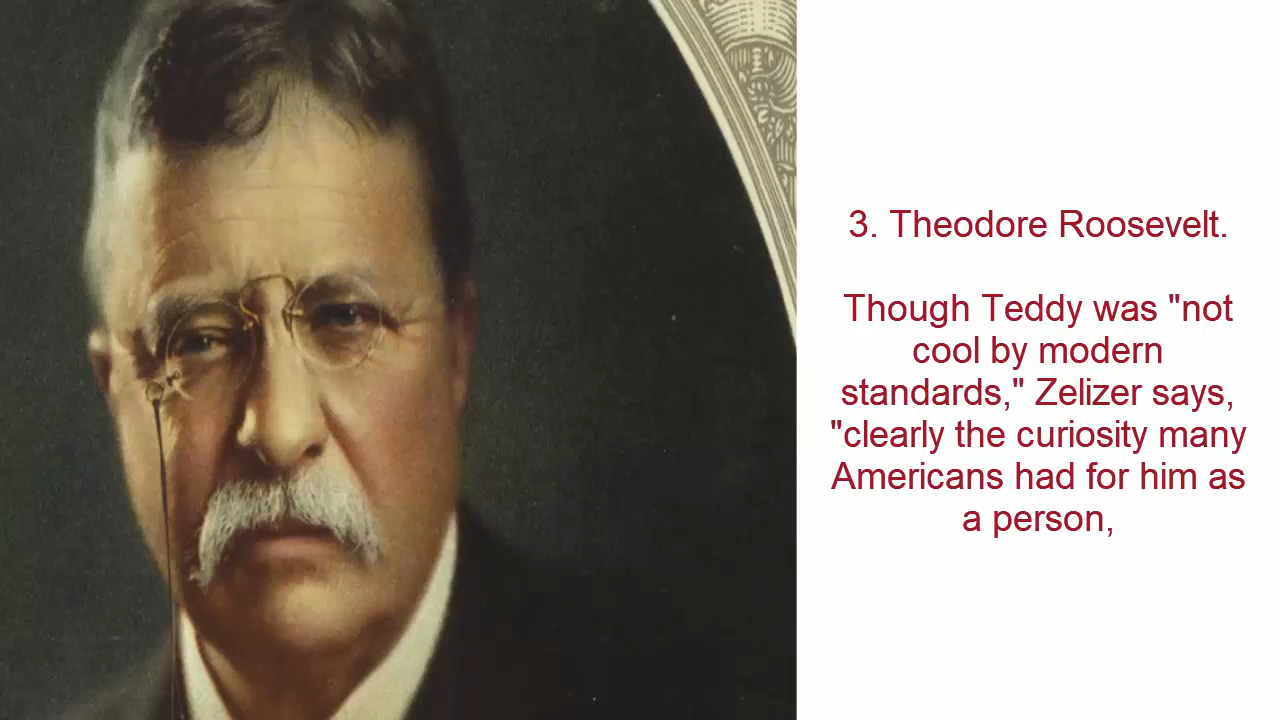 3. Theodore Roosevelt.
Though Teddy was "not
cool by modern
standards," Zelizer says,
"clearly the curiosity many
Americans had for him as
a person,